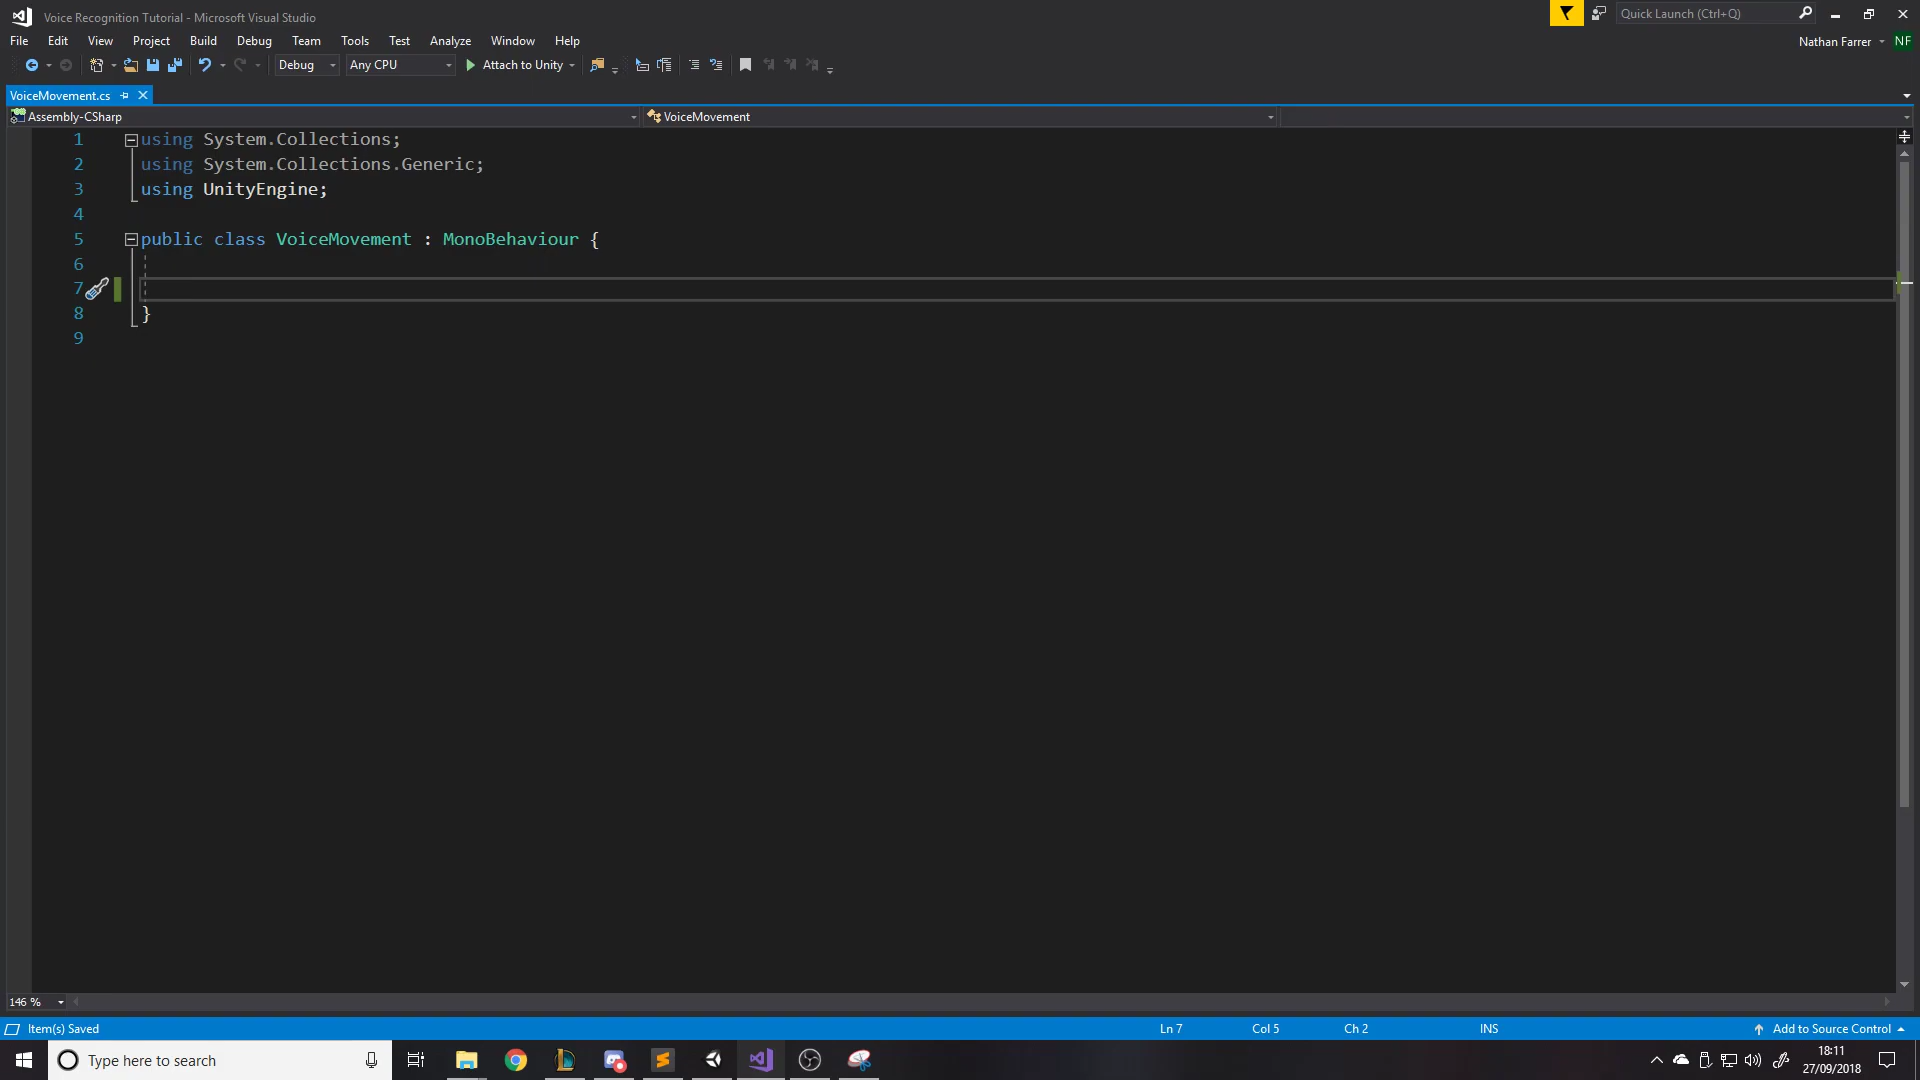 Voice Recognition Tutorial - Microsoft Visual Studio
Quick Launch (Ctrl+Q)
File Edit View Project Build Debug Team Tools Test Analyze Window Help
Nathan Farrer NF
Debug Any CPU Attach to Unity
VoiceMovement.cs
Assembly-CSharp VoiceMovement
1 using System.Collections;
2 using System.Collections.Generic;
3 using UnityEngine;
4
5 public class VoiceMovement : MonoBehaviour {
6
7
8 }
9
146 %
Item(s) Saved Ln 7 Col 5 Ch 2 INS Add to Source Control
Type here to search
18:11
27/09/2018